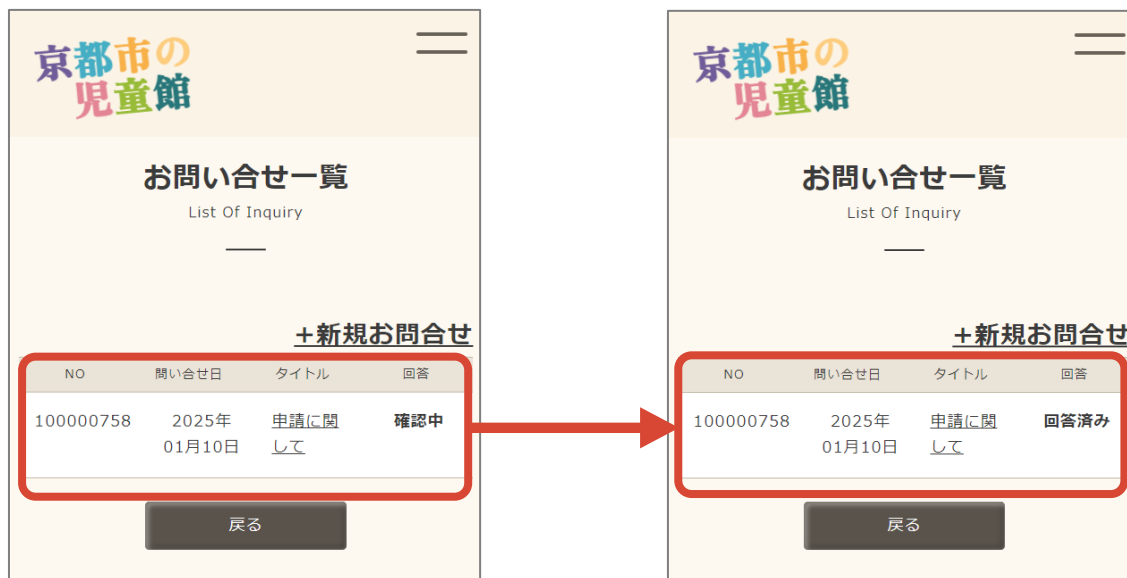 京都市の
児童館
お問い合せ一覧
List Of Inquiry
+新規お問合せ
NO 問い合せ日 タイトル 回答
100000758 2025年 申請に関 確認中
01月10日 して
戻る
京都市の
児童館
お問い合せ一覧
List Of Inquiry
+新規お問合せ
NO 問い合せ日 タイトル 回答
100000758 2025年 申請に関 回答済み
01月10日 して
戻る